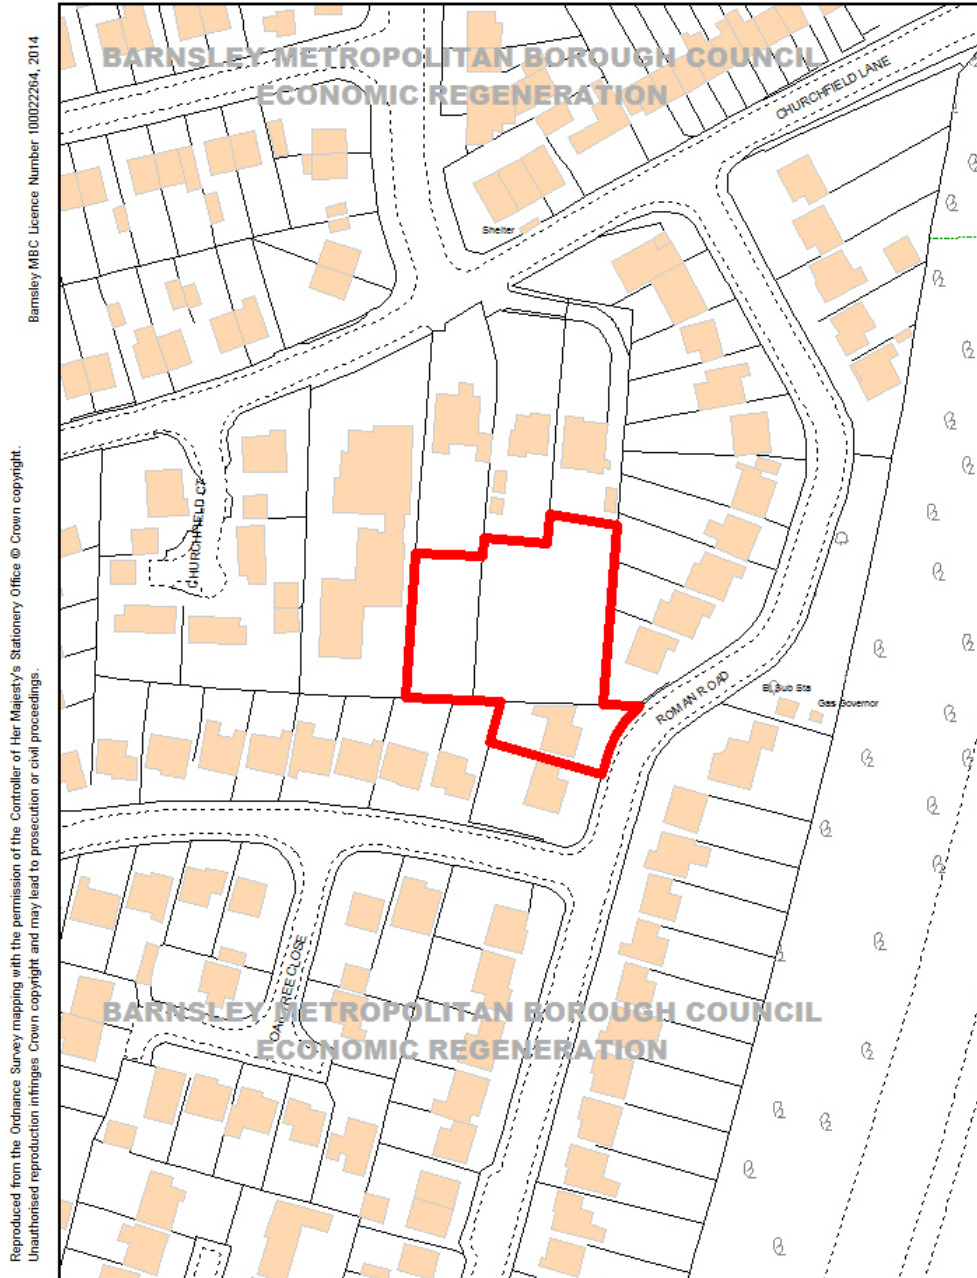 BARNSLEY METROPOLITAN BOROUGH COUNCIL
ECONOMIC REGENERATION
CHURCHFIELD LANE
Shelter
CHURCHFIELD CT
ROMAN ROAD
El Sub Sta
Gas Governor
OAK TREE CLOSE
BARNSLEY METROPOLITAN BOROUGH COUNCIL
ECONOMIC REGENERATION
Barnsley MBC Licence Number 100022264, 2014
Reproduced from the Ordnance Survey mapping with the permission of the Controller of Her Majesty's Stationery Office © Crown copyright.
Unauthorised reproduction infringes Crown copyright and may lead to prosecution or civil proceedings.